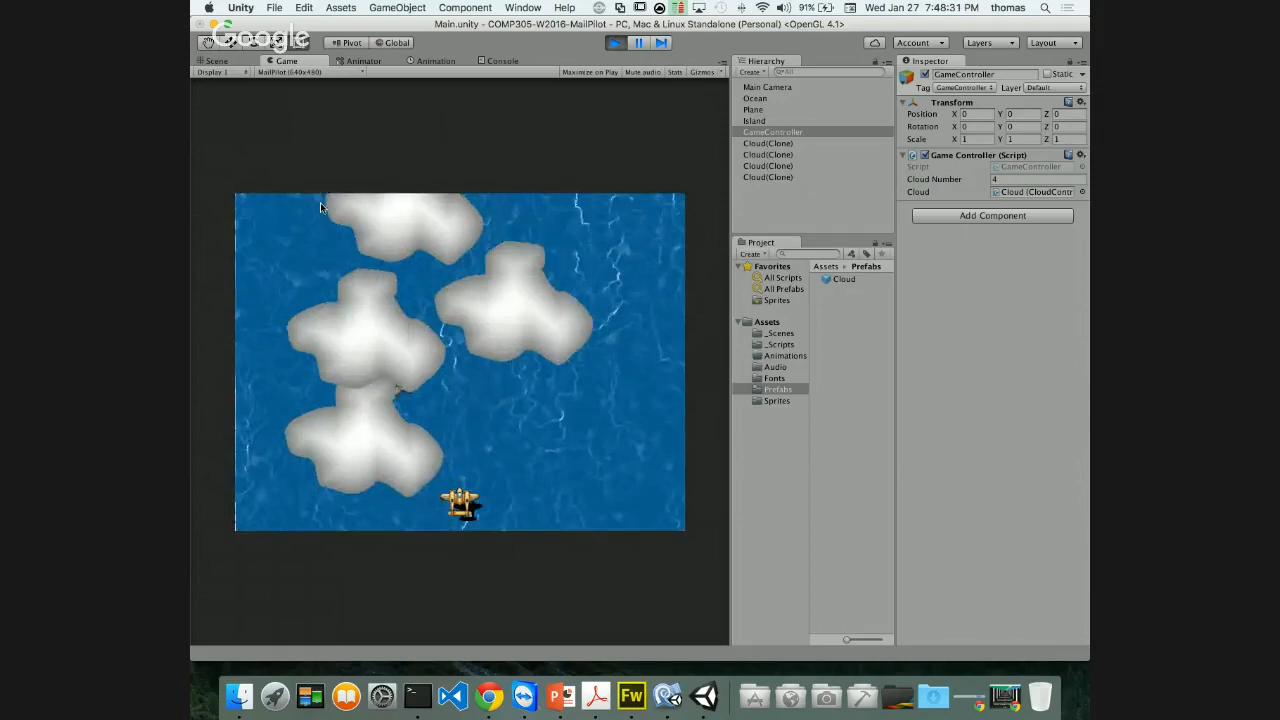 Unity File Edit Assets GameObject Component Window Help 91% Wed Jan 27 7:48:31 PM thomas
Main.unity - COMP305-W2016-MailPilot - PC, Mac & Linux Standalone (Personal) <OpenGL 4.1>
Google
Pivot Global Account Layers Layout
Scene Game Animator Animation Console
Display 1 MailPilot (640x480) Maximize on Play Mute audio Stats Gizmos
Hierarchy
Create All
Main Camera
Ocean
Plane
Island
GameController
Cloud(Clone)
Cloud(Clone)
Cloud(Clone)
Cloud(Clone)
Project
Create
Favorites
All Scripts
All Prefabs
Sprites
Assets
_Scenes
_Scripts
Animations
Audio
Fonts
Prefabs
Sprites
Assets Prefabs
Cloud
Inspector
GameController Static
Tag GameController Layer Default
Transform
Position X 0 Y 0 Z 0
Rotation X 0 Y 0 Z 0
Scale X 1 Y 1 Z 1
Game Controller (Script)
Script GameController
Cloud Number 4
Cloud Cloud (CloudContr
Add Component
Fw